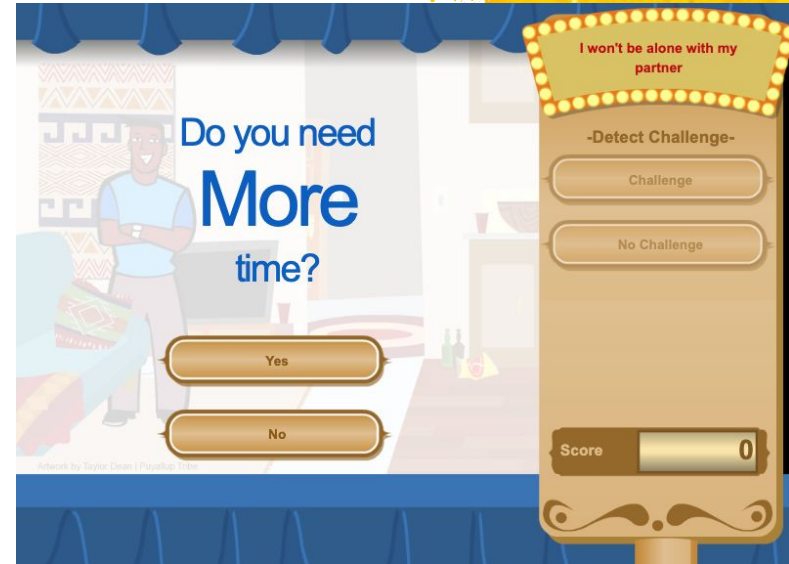 Do you need
More
time?
Yes
No
Artwork by Taylor Dean | Puyallup Tribe
I won't be alone with my
partner
-Detect Challenge-
Challenge
No Challenge
Score 0